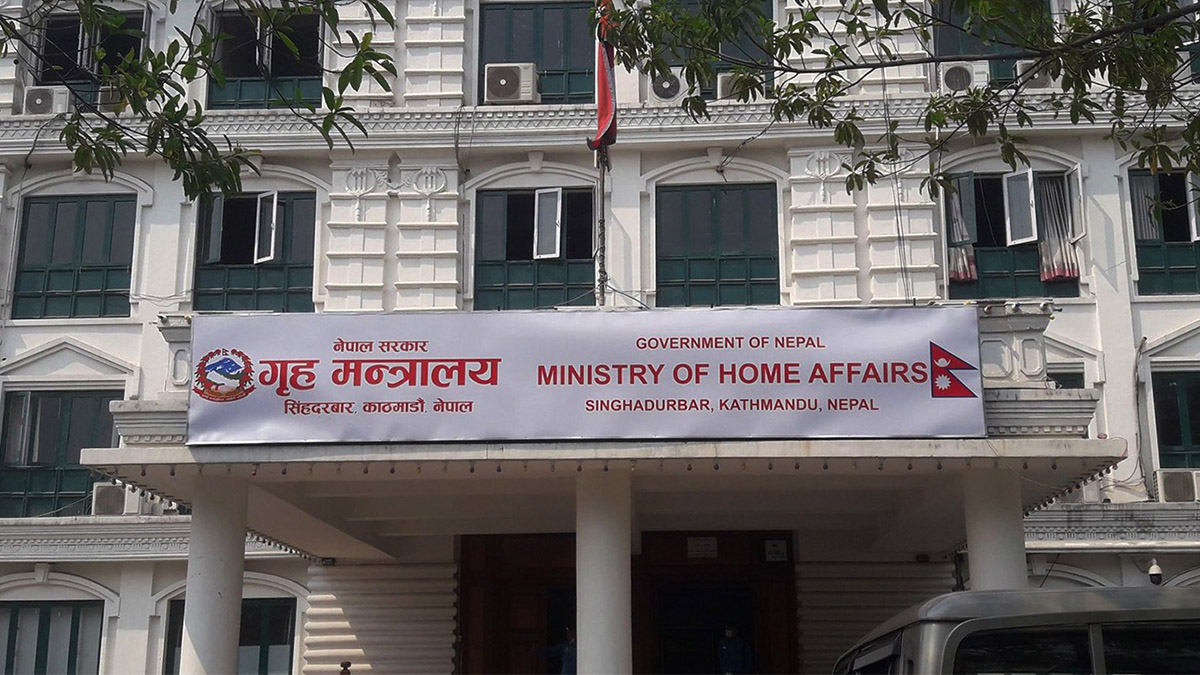 नेपाल सरकार
गृह मन्त्रालय
सिंहदरबार, काठमाडौं, नेपाल
GOVERNMENT OF NEPAL
MINISTRY OF HOME AFFAIRS
SINGHADURBAR, KATHMANDU, NEPAL